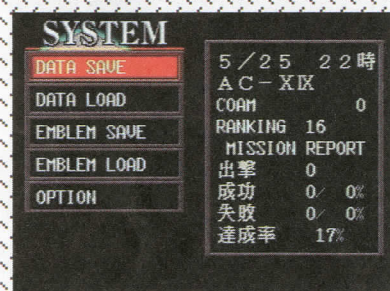 SYSTEM
DATA SAVE
DATA LOAD
EMBLEM SAVE
EMBLEM LOAD
OPTION
5/25 22時
AC-XIX
COAM 0
RANKING 16
MISSION REPORT
出撃 0
成功 0/ 0%
失敗 0/ 0%
達成率 17%